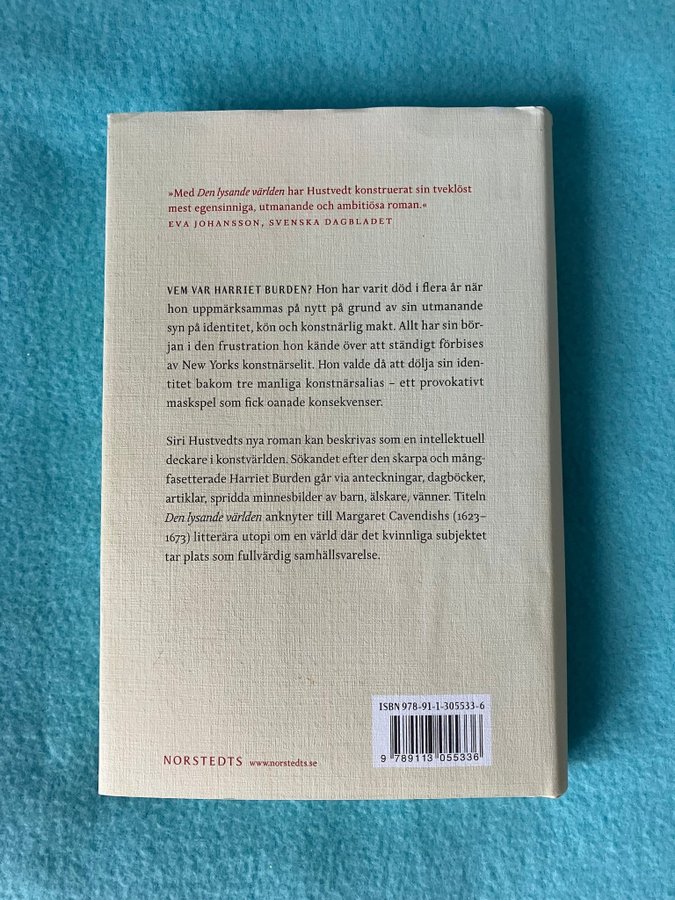 »Med Den lysande världen har Hustvedt konstruerat sin tveklöst
mest egensinniga, utmanande och ambitiösa roman.«
EVA JOHANSSON, SVENSKA DAGBLADET
VEM VAR HARRIET BURDEN? Hon har varit död i flera år när
hon uppmärksammas på nytt på grund av sin utmanande
syn på identitet, kön och konstnärlig makt. Allt har sin bör-
jan i den frustration hon kände över att ständigt förbises
av New Yorks konstnärselit. Hon valde då att dölja sin iden-
titet bakom tre manliga konstnärsalias – ett provokativt
maskspel som fick oanade konsekvenser.
Siri Hustvedts nya roman kan beskrivas som en intellektuell
deckare i konstvärlden. Sökandet efter den skarpa och mång-
fasetterade Harriet Burden går via anteckningar, dagböcker,
artiklar, spridda minnesbilder av barn, älskare, vänner. Titeln
Den lysande världen anknyter till Margaret Cavendishs (1623–
1673) litterära utopi om en värld där det kvinnliga subjektet
tar plats som fullvärdig samhällsvarelse.
ISBN 978-91-1-305533-6
9 789113 055336
NORSTEDTS www.norstedts.se